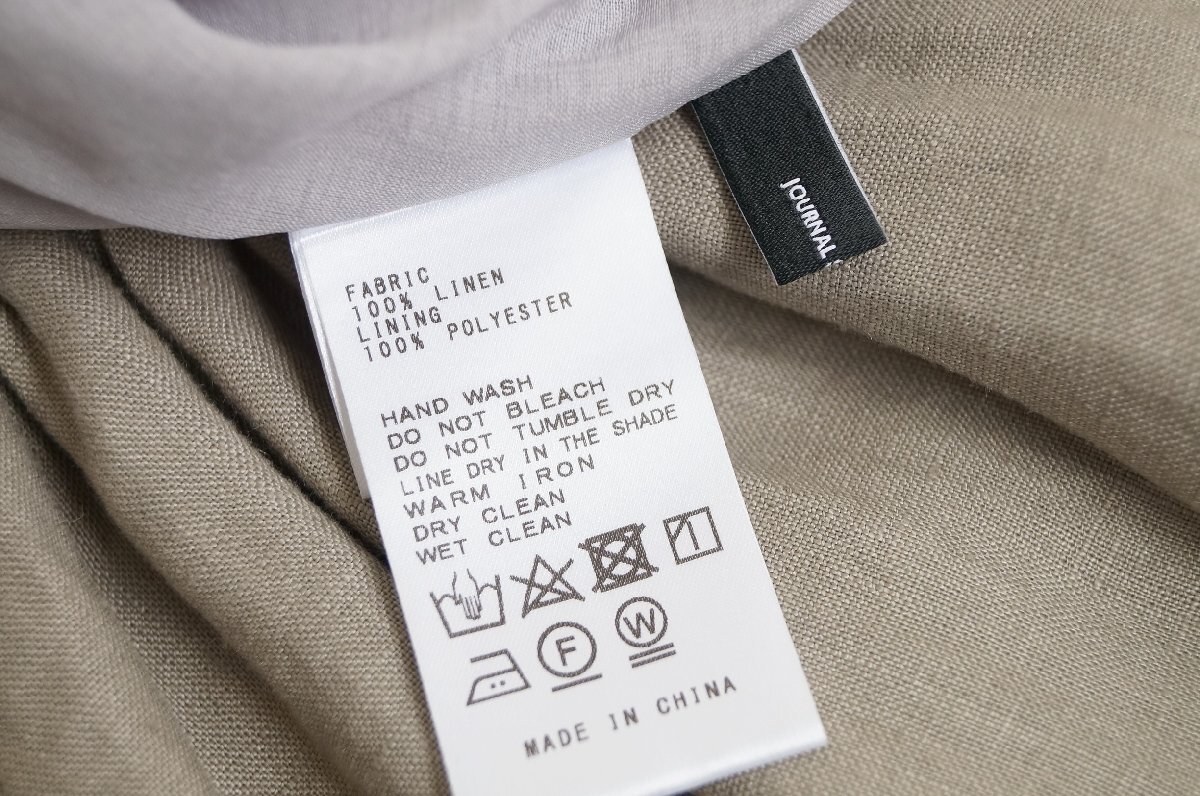 JOURNAL
FABRIC
100% LINEN
LINING
100% POLYESTER
HAND WASH
DO NOT BLEACH
DO NOT TUMBLE DRY
LINE DRY IN THE SHADE
WARM IRON
DRY CLEAN
WET CLEAN
F
W
MADE IN CHINA